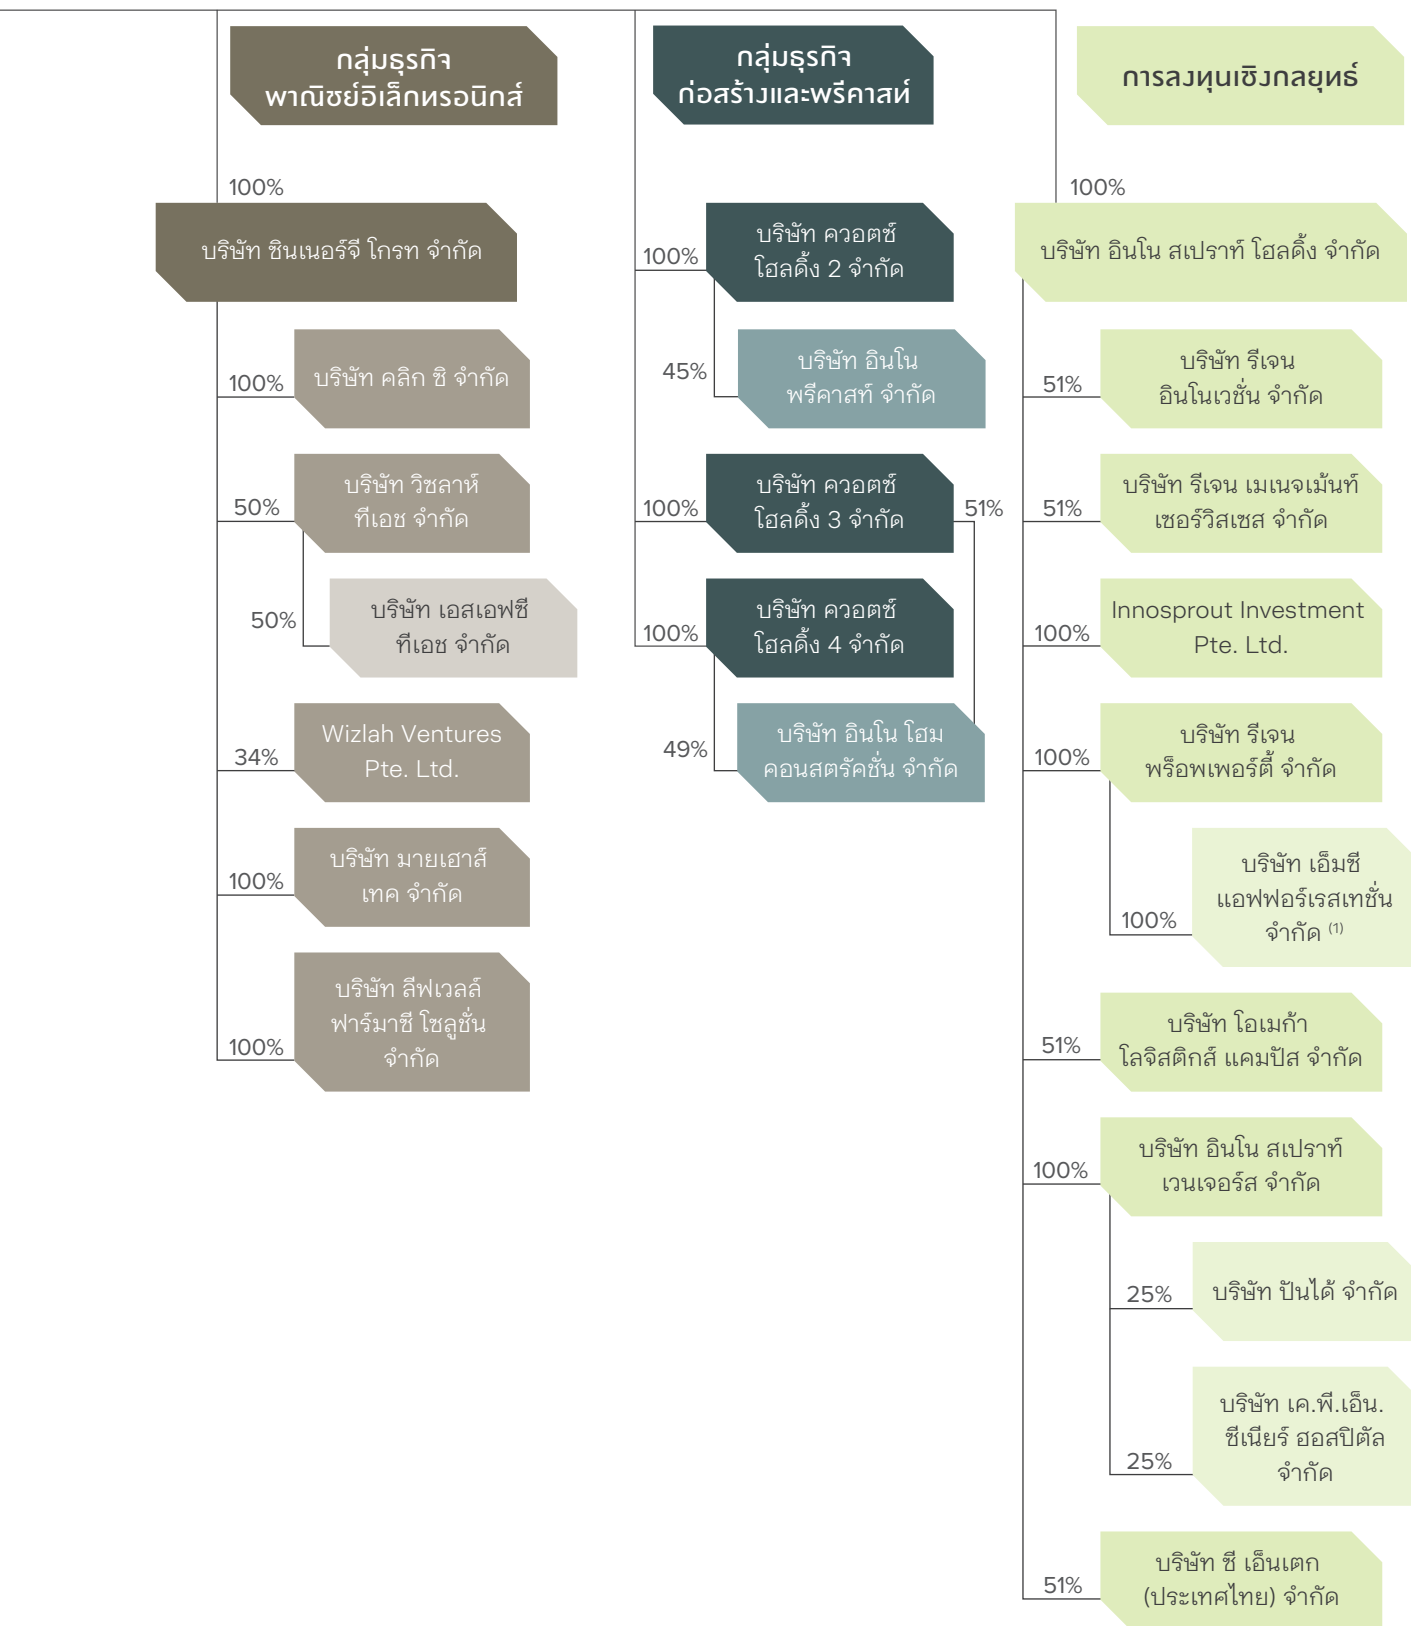 กลุ่มธุรกิจ
พาณิชย์อิเล็กทรอนิกส์
100%
บริษัท ซินเนอร์จี โกรท จำกัด
100%
บริษัท คลิก ซิ จำกัด
50%
บริษัท วิซลาห์
ทีเอช จำกัด
50%
บริษัท เอสเอฟซี
ทีเอช จำกัด
34%
Wizlah Ventures
Pte. Ltd.
100%
บริษัท มายเฮาส์
เทค จำกัด
100%
บริษัท ลีฟเวลล์
ฟาร์มาซี โซลูชั่น
จำกัด
กลุ่มธุรกิจ
ก่อสร้างและพรีคาสท์
100%
บริษัท ควอตซ์
โฮลดิ้ง 2 จำกัด
45%
บริษัท อินโน
พรีคาสท์ จำกัด
100%
บริษัท ควอตซ์
โฮลดิ้ง 3 จำกัด
51%
100%
บริษัท ควอตซ์
โฮลดิ้ง 4 จำกัด
49%
บริษัท อินโน โฮม
คอนสตรัคชั่น จำกัด
การลงทุนเชิงกลยุทธ์
100%
บริษัท อินโน สเปราท์ โฮลดิ้ง จำกัด
51%
บริษัท รีเจน
อินโนเวชั่น จำกัด
51%
บริษัท รีเจน เมเนจเม้นท์
เซอร์วิสเซส จำกัด
100%
Innosprout Investment
Pte. Ltd.
100%
บริษัท รีเจน
พร็อพเพอร์ตี้ จำกัด
100%
บริษัท เอ็มซี
แอฟฟอร์เรสเทชั่น
จำกัด (1)
51%
บริษัท โอเมก้า
โลจิสติกส์ แคมปัส จำกัด
100%
บริษัท อินโน สเปราท์
เวนเจอร์ส จำกัด
25%
บริษัท ปันได้ จำกัด
25%
บริษัท เค.พี.เอ็น.
ซีเนียร์ ฮอสปิตัล
จำกัด
51%
บริษัท ซี เอ็นเตก
(ประเทศไทย) จำกัด